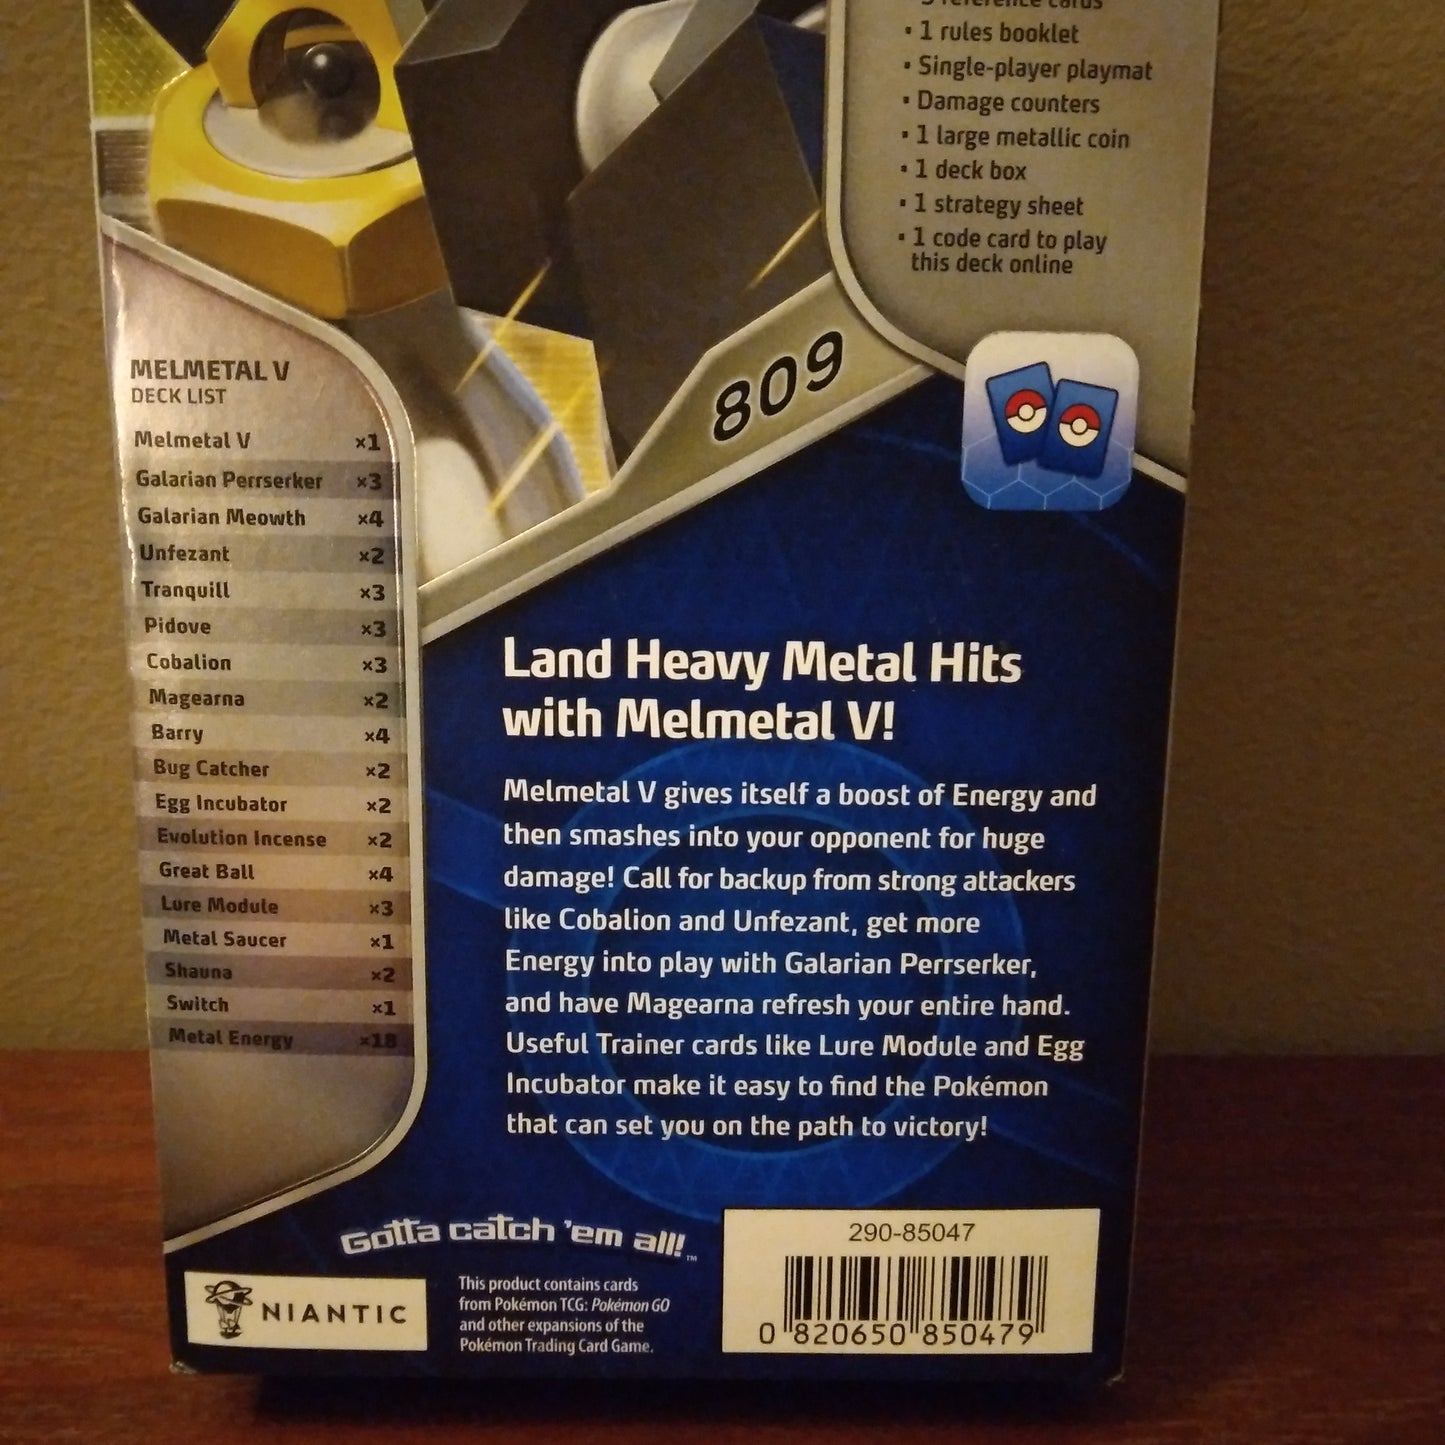 • 1 rules booklet
• Single-player playmat
• Damage counters
• 1 large metallic coin
• 1 deck box
• 1 strategy sheet
• 1 code card to play
this deck online
809
MELMETAL V
DECK LIST
Melmetal V ×1
Galarian Perrserker ×3
Galarian Meowth ×4
Unfezant ×2
Tranquill ×3
Pidove ×3
Cobalion ×3
Magearna ×2
Barry ×4
Bug Catcher ×2
Egg Incubator ×2
Evolution Incense ×2
Great Ball ×4
Lure Module ×3
Metal Saucer ×1
Shauna ×2
Switch ×1
Metal Energy ×18
Land Heavy Metal Hits
with Melmetal V!
Melmetal V gives itself a boost of Energy and
then smashes into your opponent for huge
damage! Call for backup from strong attackers
like Cobalion and Unfezant, get more
Energy into play with Galarian Perrserker,
and have Magearna refresh your entire hand.
Useful Trainer cards like Lure Module and Egg
Incubator make it easy to find the Pokémon
that can set you on the path to victory!
Gotta catch 'em all!™
NIANTIC
This product contains cards
from Pokémon TCG: Pokémon GO
and other expansions of the
Pokémon Trading Card Game.
290-85047
0 820650 850479